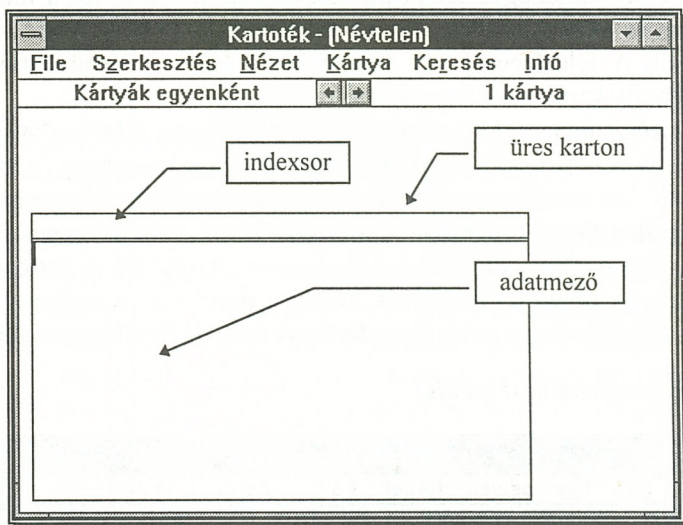 Kartoték - (Névtelen)
File Szerkesztés Nézet Kártya Keresés Infó
Kártyák egyenként 1 kártya
indexsor
üres karton
adatmező